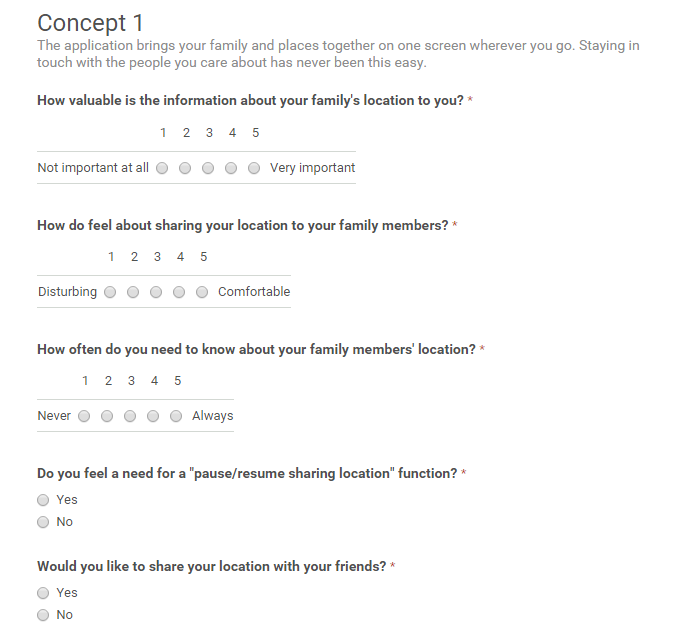 Concept 1
The application brings your family and places together on one screen wherever you go. Staying in
touch with the people you care about has never been this easy.
How valuable is the information about your family's location to you? *
1 2 3 4 5
Not important at all Very important
How do feel about sharing your location to your family members? *
1 2 3 4 5
Disturbing Comfortable
How often do you need to know about your family members' location? *
1 2 3 4 5
Never Always
Do you feel a need for a "pause/resume sharing location" function? *
Yes
No
Would you like to share your location with your friends? *
Yes
No